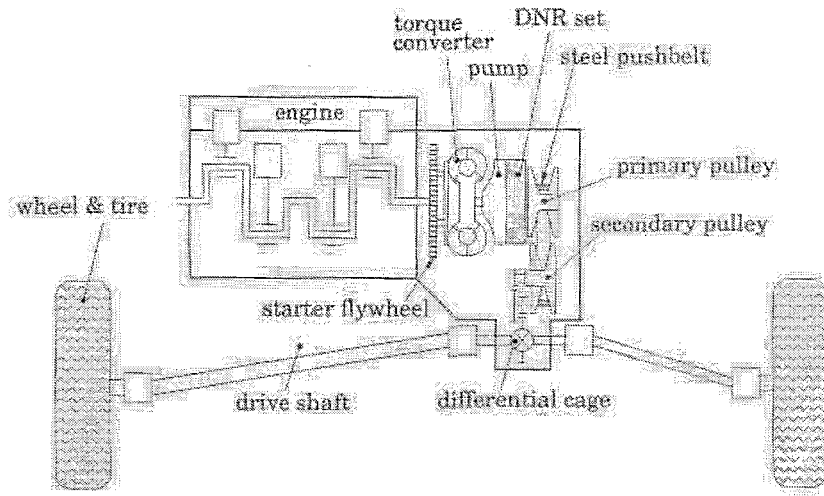 torque
converter
DNR set
pump
steel pushbelt
engine
primary pulley
wheel & tire
secondary pulley
starter flywheel
drive shaft
differential cage